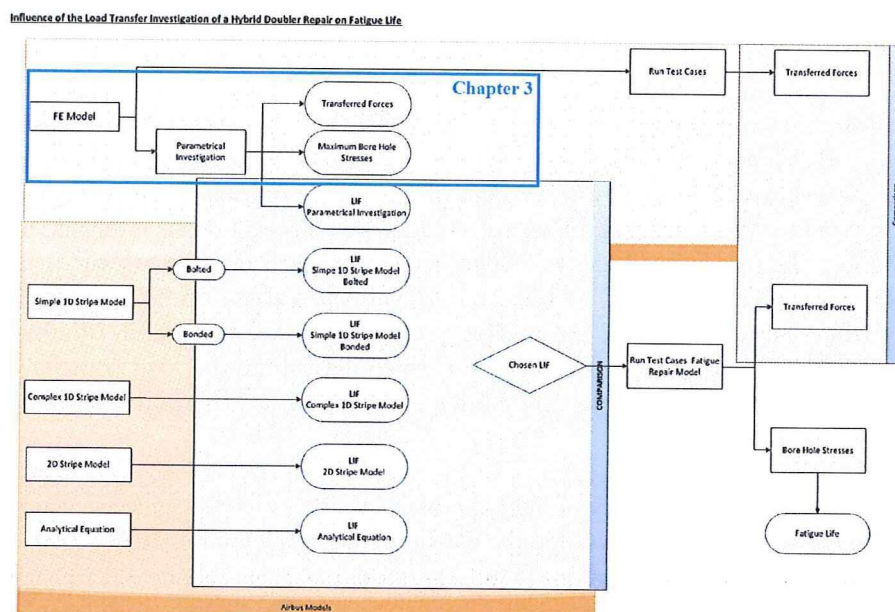 Influence of the Load Transfer Investigation of a Hybrid Doubler Repair on Fatigue Life
Chapter 3
Run Test Cases
Transferred Forces
FE Model
Transferred Forces
Parametrical
Investigation
Maximum Bore Hole
Stresses
LIF
Parametrical Investigation
Simple 1D Stripe Model
Bolted
LIF
Simpe 1D Stripe Model
Bolted
Bonded
LIF
Simple 1D Stripe Model
Bonded
Transferred Forces
Chosen LIF
COMPARISON
Run Test Cases Fatigue
Repair Model
Complex 1D Stripe Model
LIF
Complex 1D Stripe Model
2D Stripe Model
LIF
2D Stripe Model
Bore Hole Stresses
Analytical Equation
LIF
Analytical Equation
Fatigue Life
Airbus Models